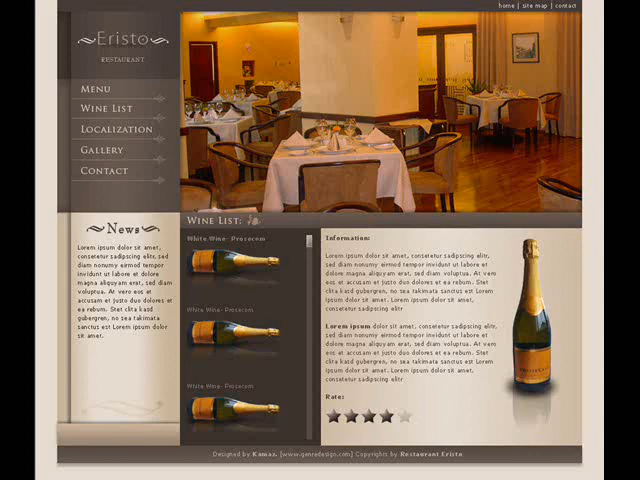 home | site map | contact
Eristo
RESTAURANT
MENU
WINE LIST
LOCALIZATION
GALLERY
CONTACT
News
Lorem ipsum dolor sit amet,
consetetur sadipscing elitr, sed
diam nonumy eirmod tempor
invidunt ut labore et dolore
magna aliquyam erat, sed diam
voluptua. At vero eos et
accusam et justo duo dolores et
ea rebum. Stet clita kasd
gubergren, no sea takimata
sanctus est Lorem ipsum dolor
sit amet.
WINE LIST:
White Wine- Prosecom
White Wine- Prosecom
White Wine- Prosecom
Information:
Lorem ipsum dolor sit amet, consetetur sadipscing elitr,
sed diam nonumy eirmod tempor invidunt ut labore et
dolore magna aliquyam erat, sed diam voluptua. At vero
eos et accusam et justo duo dolores et ea rebum. Stet
clita kasd gubergren, no sea takimata sanctus est Lorem
ipsum dolor sit amet. Lorem ipsum dolor sit amet,
consetetur sadipscing elitr
Lorem ipsum dolor sit amet, consetetur sadipscing elitr,
sed diam nonumy eirmod tempor invidunt ut labore et
dolore magna aliquyam erat, sed diam voluptua. At vero
eos et accusam et justo duo dolores et ea rebum. Stet
clita kasd gubergren, no sea takimata sanctus est Lorem
ipsum dolor sit amet. Lorem ipsum dolor sit amet,
consetetur sadipscing elitr
Rate:
Designed by Kamaz. [www.genredesign.com] Copyrights by Restaurant Eristo